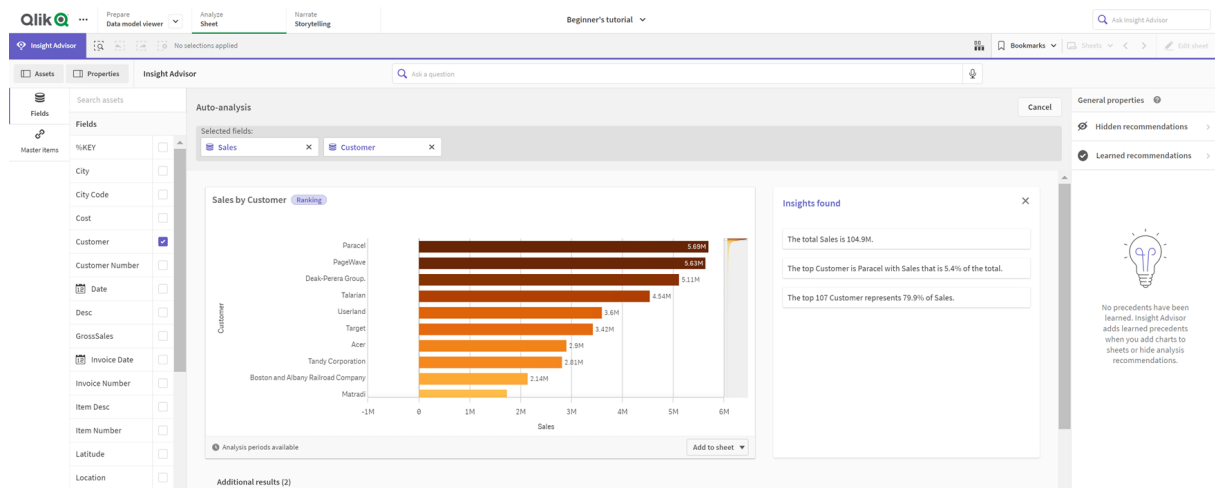 Qlik
Prepare
Data model viewer
Analyze
Sheet
Narrate
Storytelling
Beginner's tutorial
Ask Insight Advisor
Insight Advisor
No selections applied
Bookmarks
Sheets
Edit sheet
Assets
Properties
Insight Advisor
Ask a question
Fields
Master items
Search assets
Fields
%KEY
City
City Code
Cost
Customer
Customer Number
Date
Desc
GrossSales
Invoice Date
Invoice Number
Item Desc
Item Number
Latitude
Location
Auto-analysis
Cancel
Selected fields:
Sales
Customer
Sales by Customer
Ranking
Customer
Paracel
5.69M
PageWave
5.63M
Deak-Perera Group.
5.11M
Talarian
4.54M
Userland
3.6M
Target
3.42M
Acer
2.9M
Tandy Corporation
2.81M
Boston and Albany Railroad Company
2.14M
Matradi
-1M 0 1M 2M 3M 4M 5M 6M
Sales
Analysis periods available
Add to sheet
Additional results (2)
Insights found
The total Sales is 104.9M.
The top Customer is Paracel with Sales that is 5.4% of the total.
The top 107 Customer represents 79.9% of Sales.
General properties
Hidden recommendations
Learned recommendations
No precedents have been
learned. Insight Advisor
adds learned precedents
when you add charts to
sheets or hide analysis
recommendations.